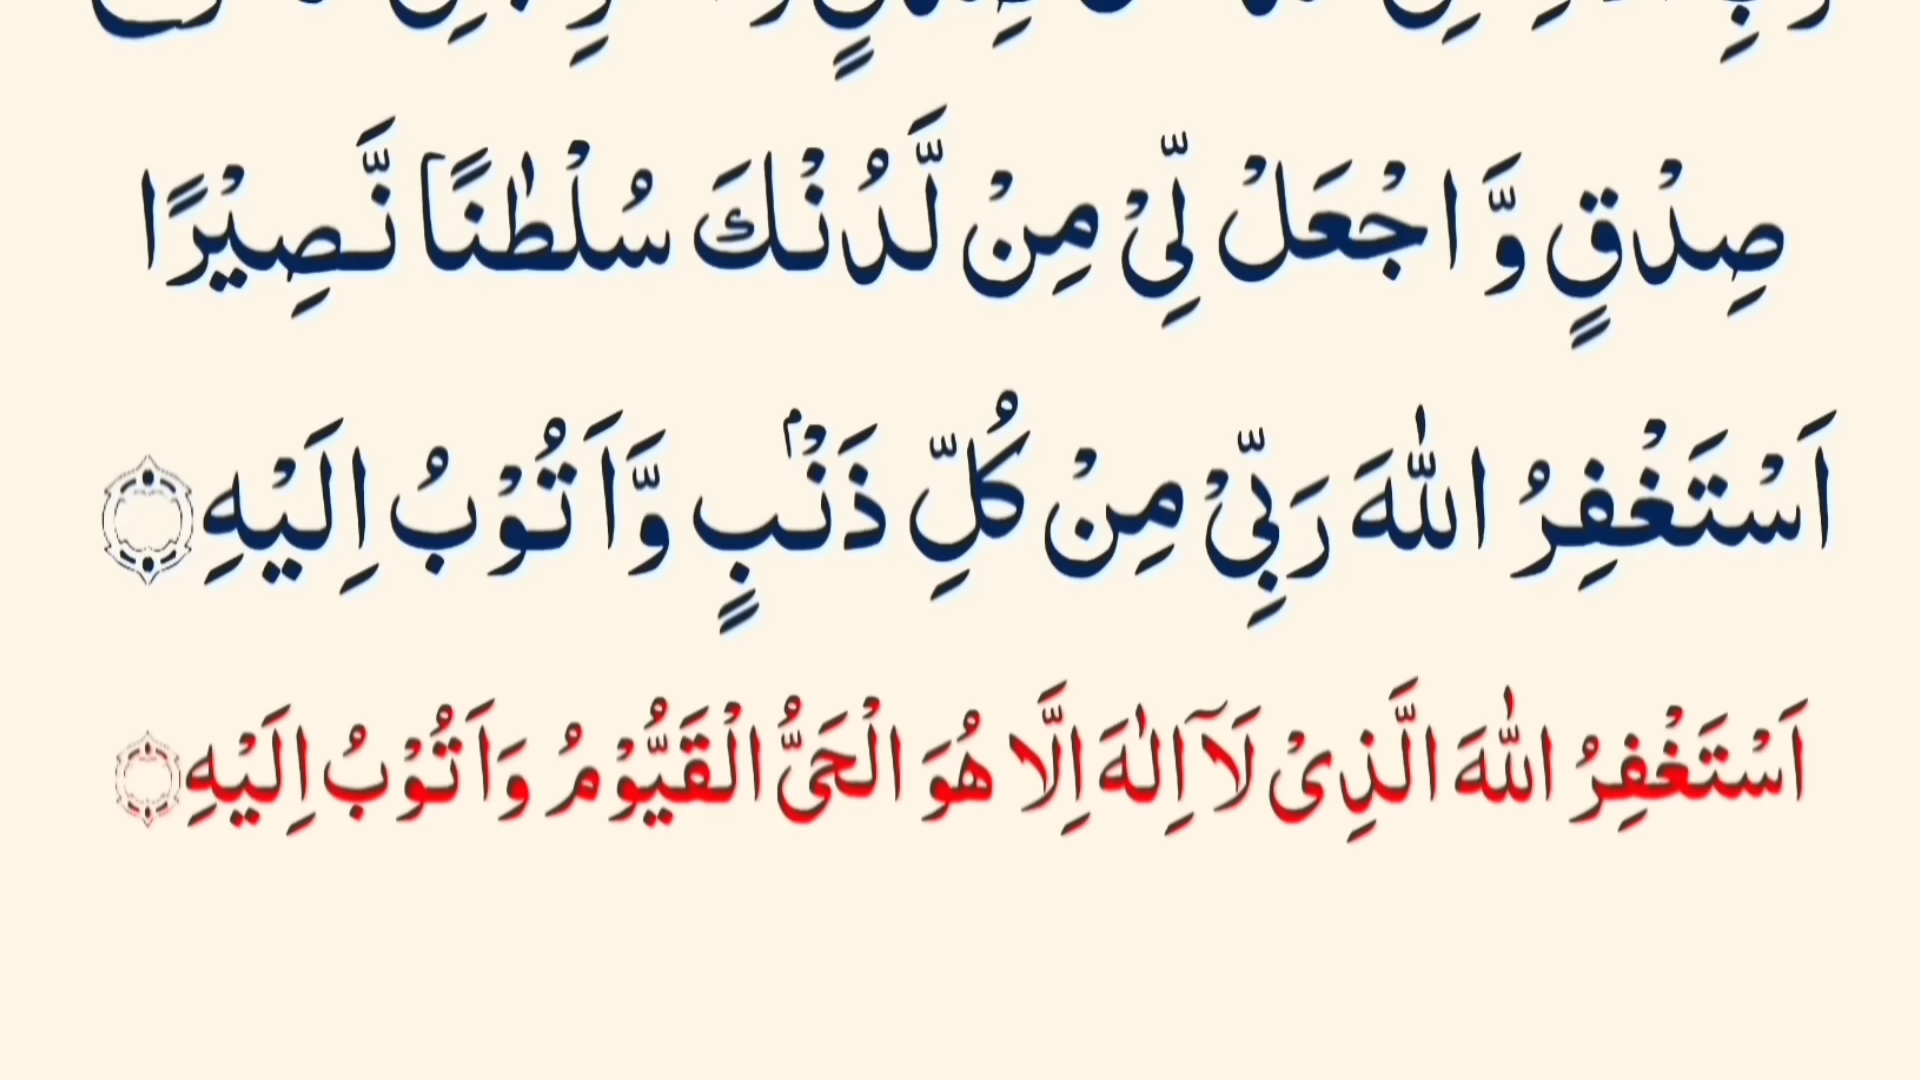 صِدْقٍ وَّ اجْعَلْ لِّیْ مِنْ لَّدُنْكَ سُلْطٰنًا نَّصِیْرًا
اَسْتَغْفِرُ اللّٰهَ رَبِّیْ مِنْ كُلِّ ذَنْۢبٍ وَّاَتُوْبُ اِلَیْهِ ۝
اَسْتَغْفِرُ اللّٰهَ الَّذِیْ لَاۤ اِلٰهَ اِلَّا هُوَ الْحَیُّ الْقَیُّوْمُ وَاَتُوْبُ اِلَیْهِ ۝